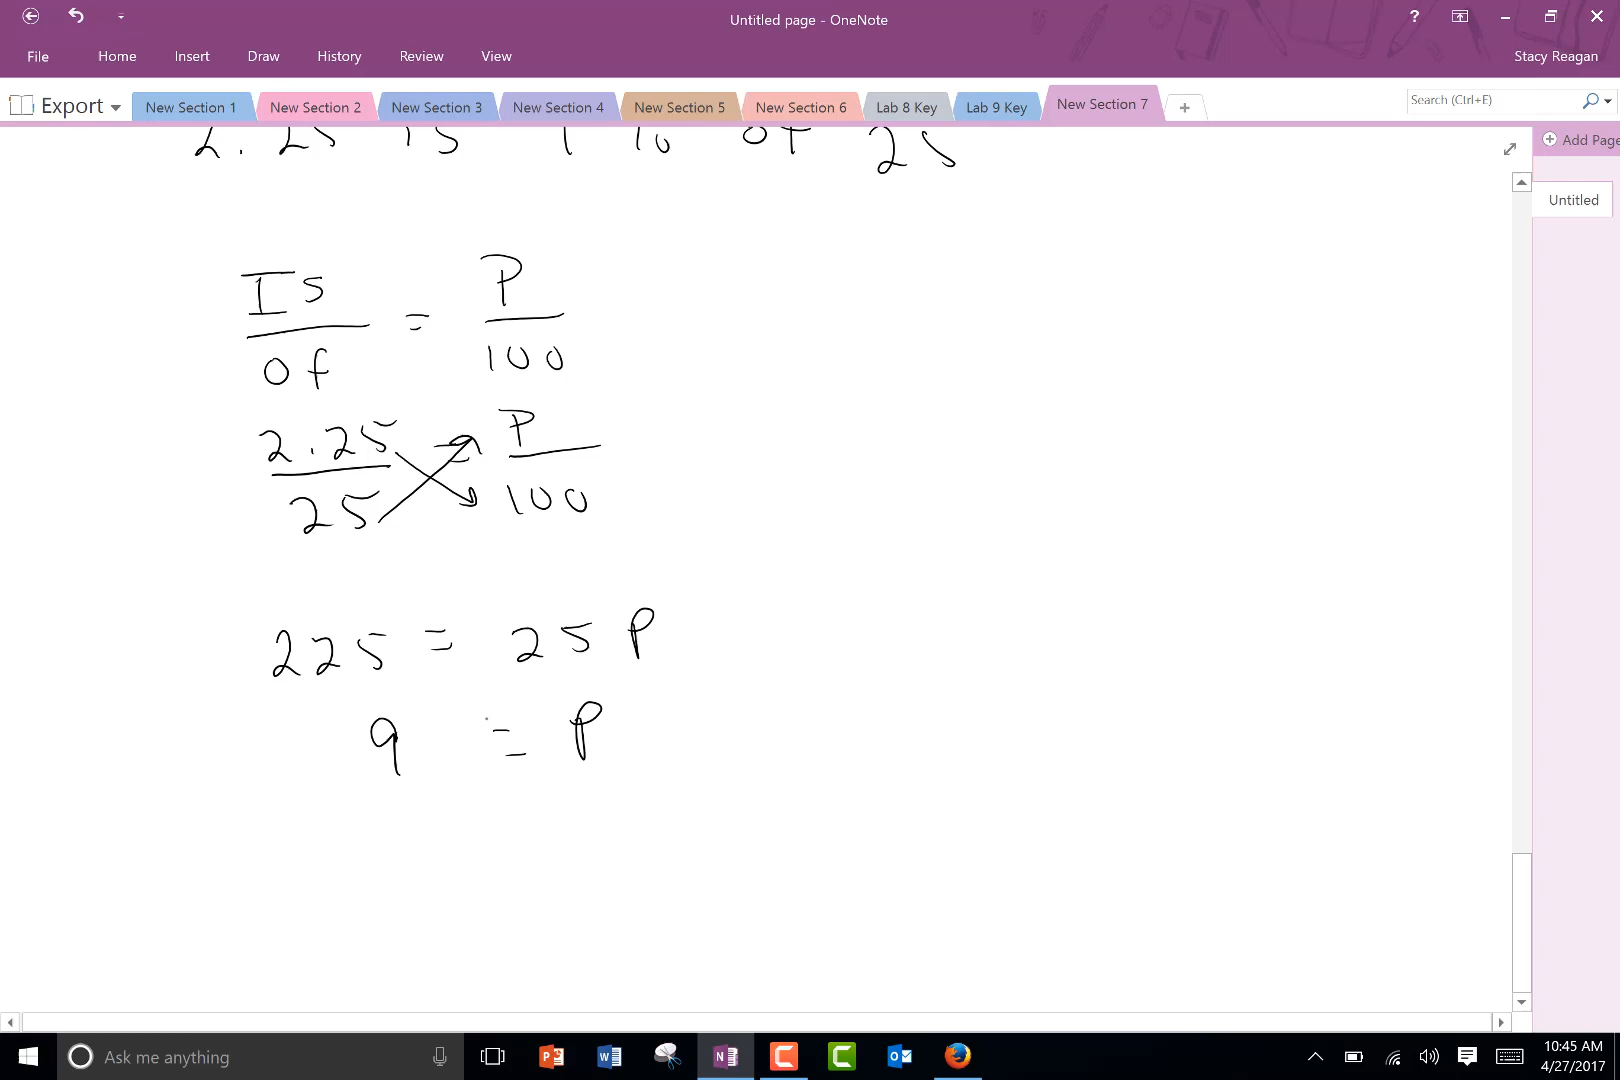 Untitled page - OneNote
?
File Home Insert Draw History Review View
Stacy Reagan
Export New Section 1 New Section 2 New Section 3 New Section 4 New Section 5 New Section 6 Lab 8 Key Lab 9 Key New Section 7 +
Search (Ctrl+E)
Add Page
Untitled
2.25 is of 25
Is = P
of 100
2.25 = P
25 100
225 = 25 P
9 = P
Ask me anything
10:45 AM
4/27/2017